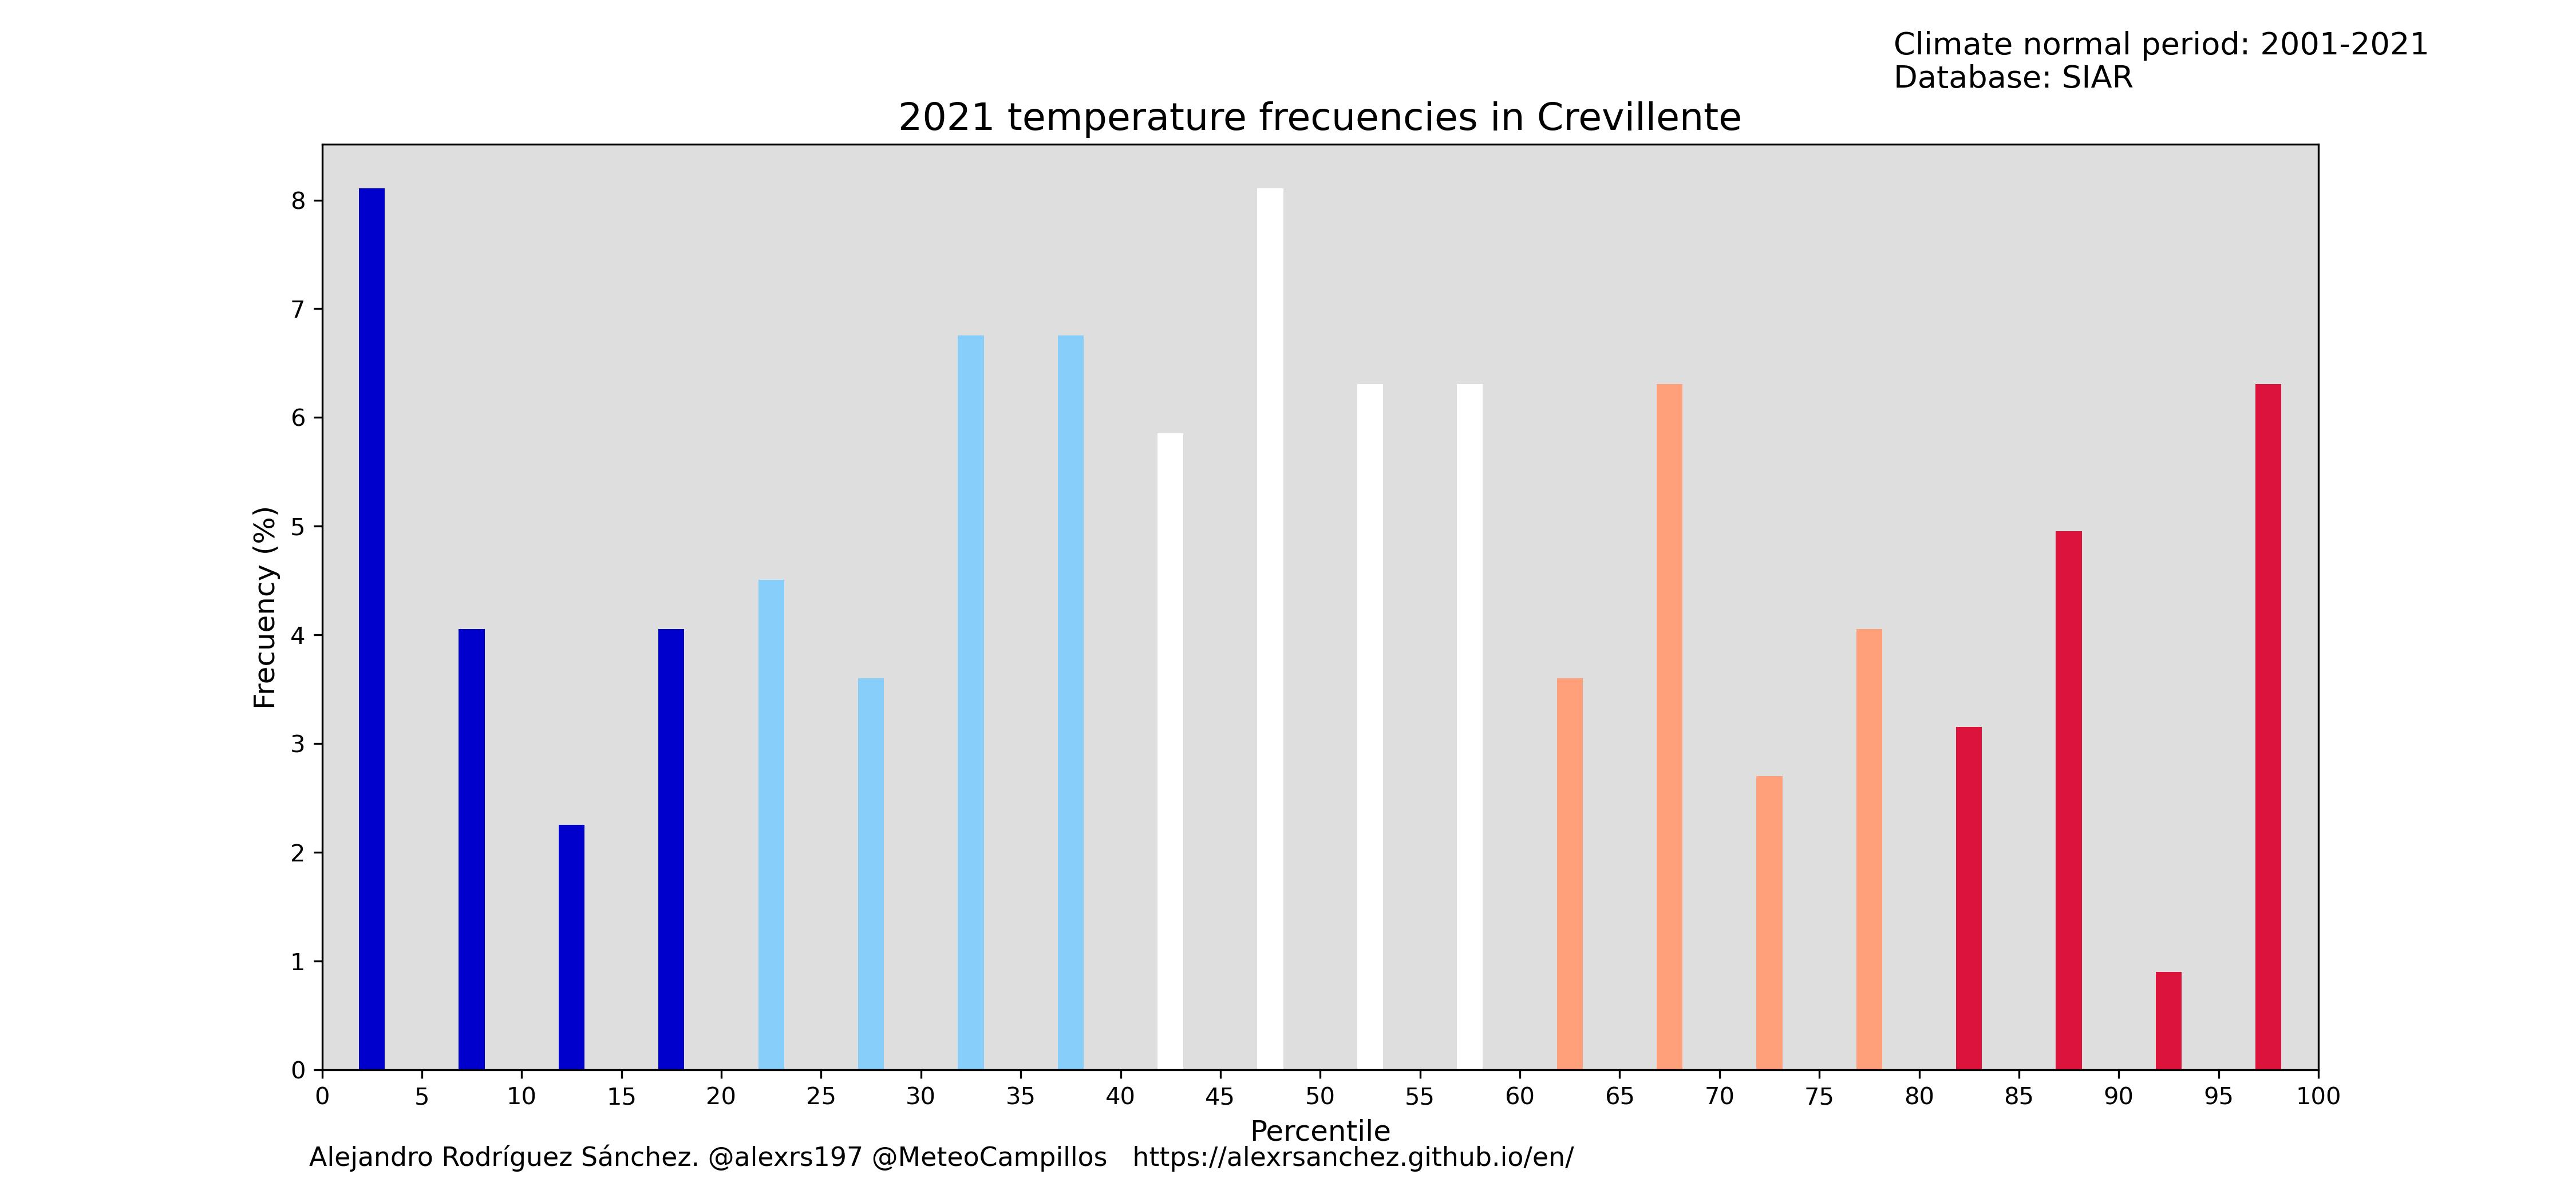 Climate normal period: 2001-2021
Database: SIAR
2021 temperature frecuencies in Crevillente
Frecuency (%)
8
7
6
5
4
3
2
1
0
0 5 10 15 20 25 30 35 40 45 50 55 60 65 70 75 80 85 90 95 100
Percentile
Alejandro Rodríguez Sánchez. @alexrs197 @MeteoCampillos https://alexrsanchez.github.io/en/